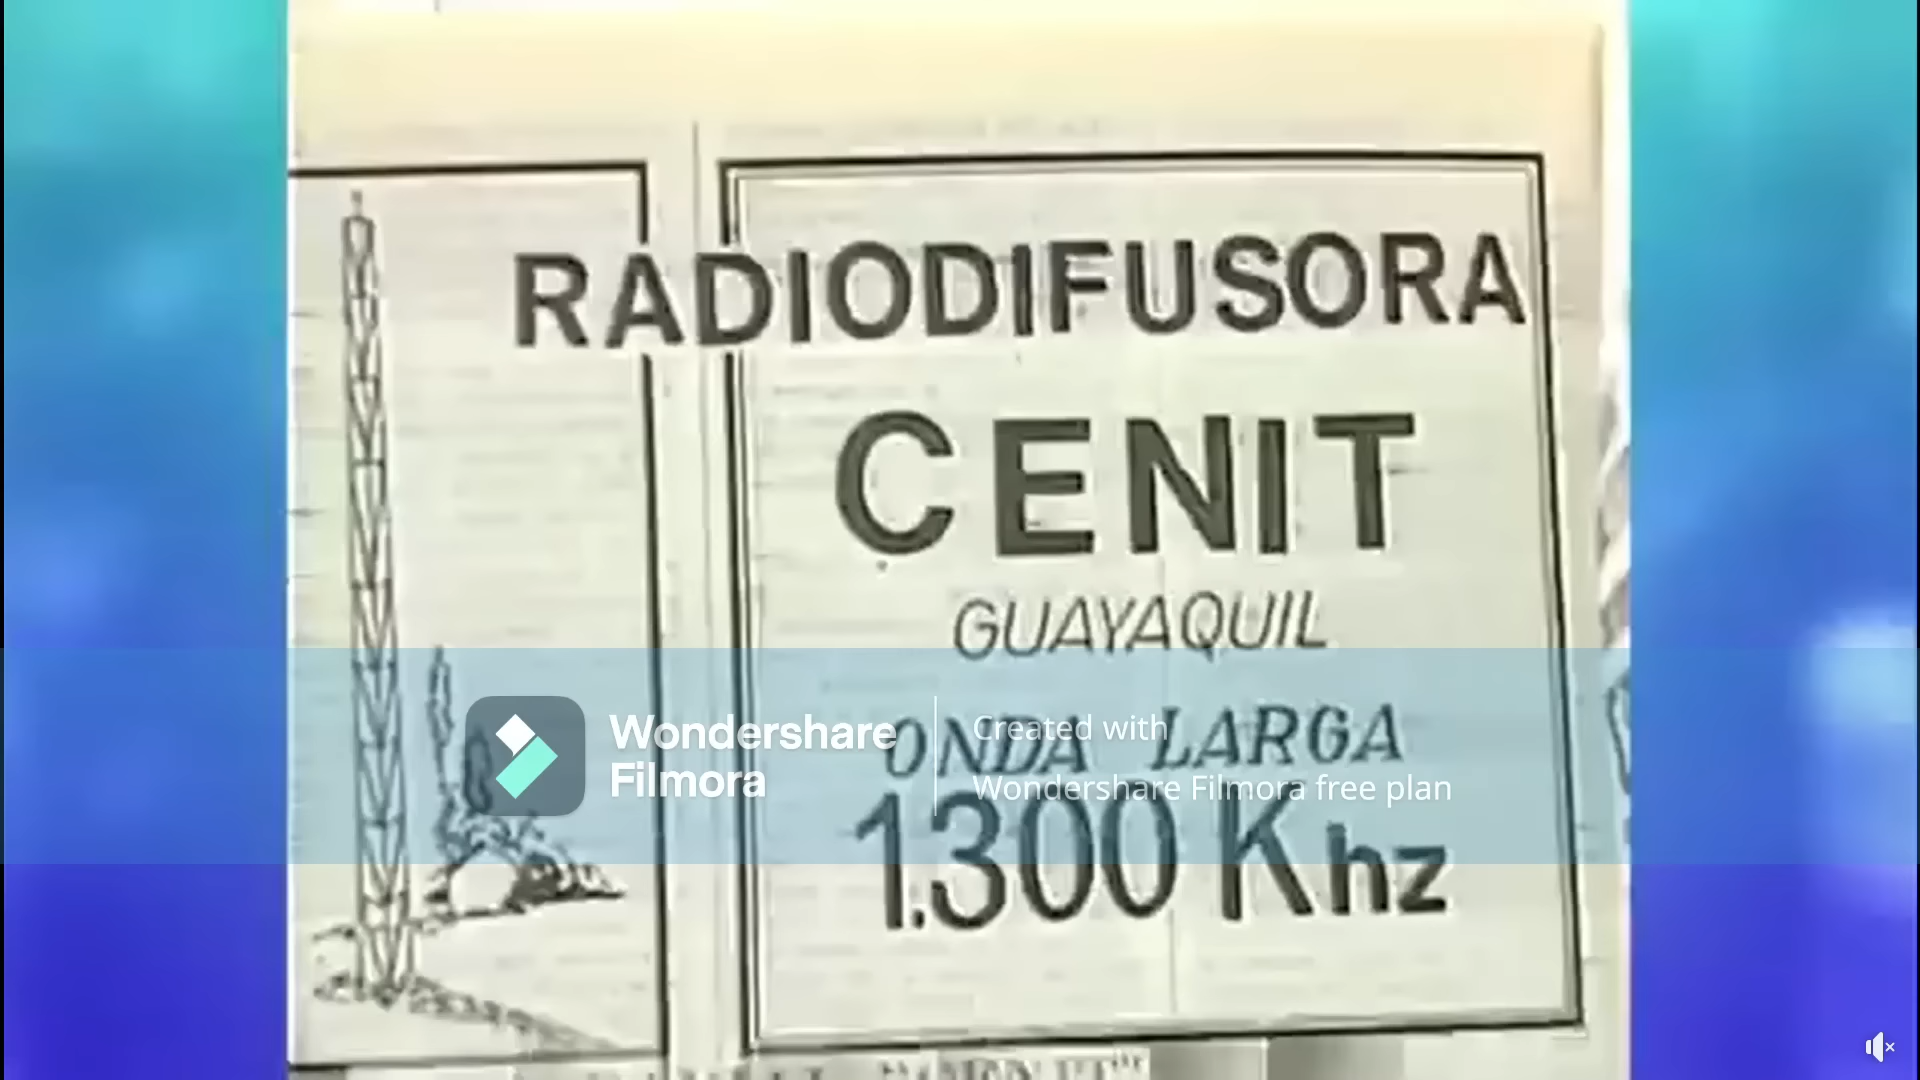 RADIODIFUSORA
CENIT
GUAYAQUIL
ONDA LARGA
1.300 Khz
Wondershare
Filmora
Created with
Wondershare Filmora free plan